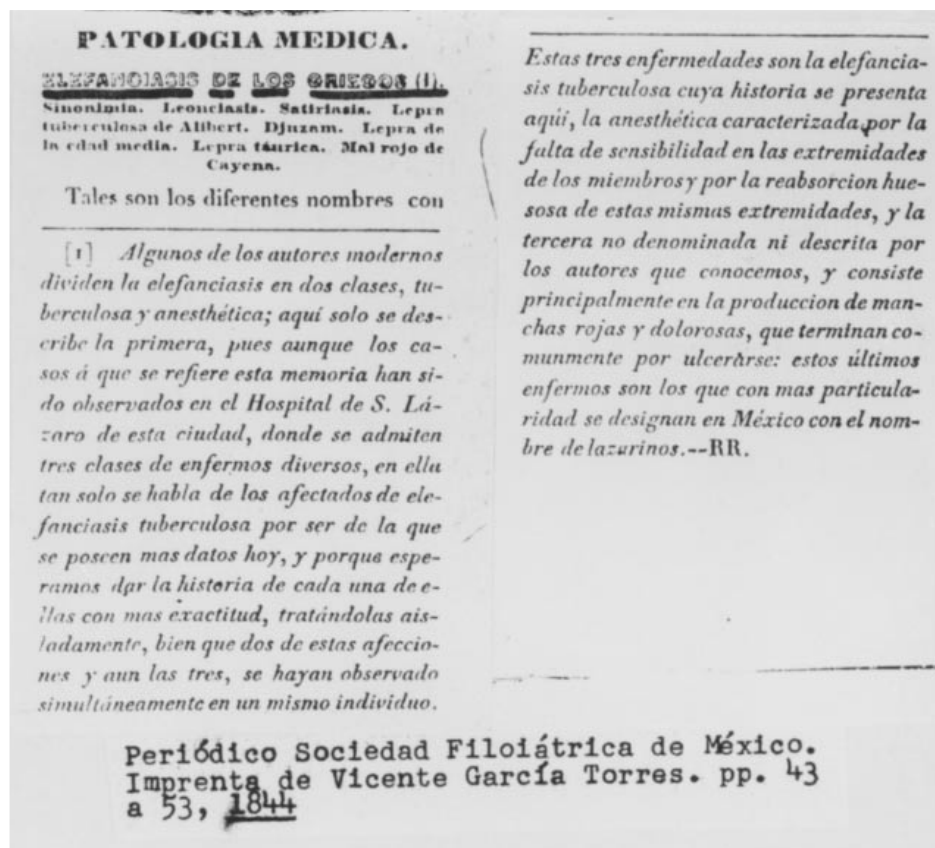 PATOLOGIA MEDICA.
ELEFANCIASIS DE LOS GRIEGOS (1).
Sinonimia. Leonciasis. Satiriasis. Lepra
tuberculosa de Alibert. Djuzam. Lepra de
la edad media. Lepra táurica. Mal rojo de
Cayena.
Tales son los diferentes nombres con
[1] Algunos de los autores modernos
dividen la elefanciasis en dos clases, tu-
berculosa y anesthética; aquí solo se des-
cribe la primera, pues aunque los ca-
sos á que se refiere esta memoria han si-
do observados en el Hospital de S. Lá-
zaro de esta ciudad, donde se admiten
tres clases de enfermos diversos, en ella
tan solo se habla de los afectados de ele-
fanciasis tuberculosa por ser de la que
se poseen mas datos hoy, y porque espe-
ramos dar la historia de cada una de e-
llas con mas exactitud, tratándolas ais-
ladamente, bien que dos de estas afeccio-
nes y aun las tres, se hayan observado
simultáneamente en un mismo individuo.
Estas tres enfermedades son la elefancia-
sis tuberculosa cuya historia se presenta
aqúi, la anesthética caracterizada por la
falta de sensibilidad en las extremidades
de los miembros y por la reabsorcion hue-
sosa de estas mismas extremidades, y la
tercera no denominada ni descrita por
los autores que conocemos, y consiste
principalmente en la produccion de man-
chas rojas y dolorosas, que terminan co-
munmente por ulcerárse: estos últimos
enfermos son los que con mas particula-
ridad se designan en México con el nom-
bre de lazarinos.--RR.
Periódico Sociedad Filoiátrica de México.
Imprenta de Vicente García Torres. pp. 43
a 53, 1844